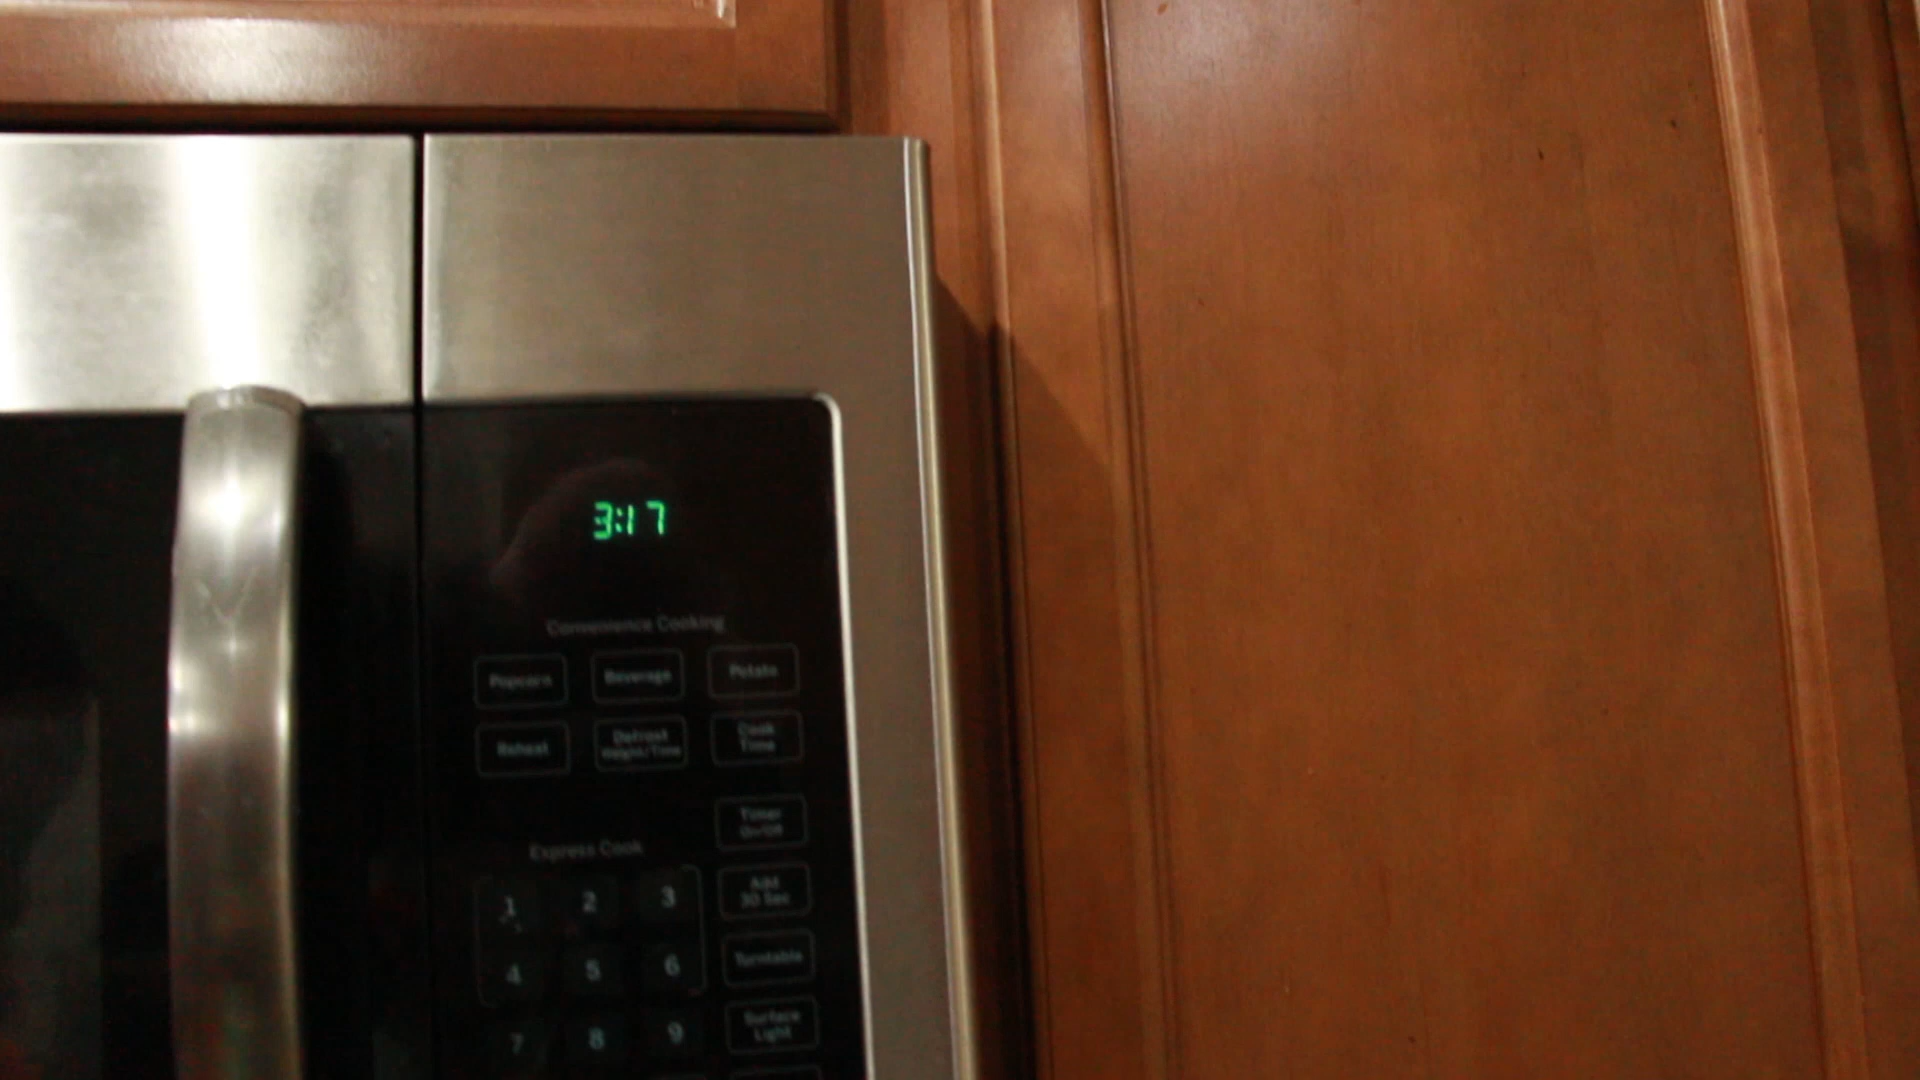 3:17
Convenience Cooking
Popcorn Beverage Potato
Reheat Defrost Weight/Time Cook Time
Timer On/Off
Express Cook
Add 30 Sec
1 2 3
Turntable
4 5 6
Surface Light
7 8 9